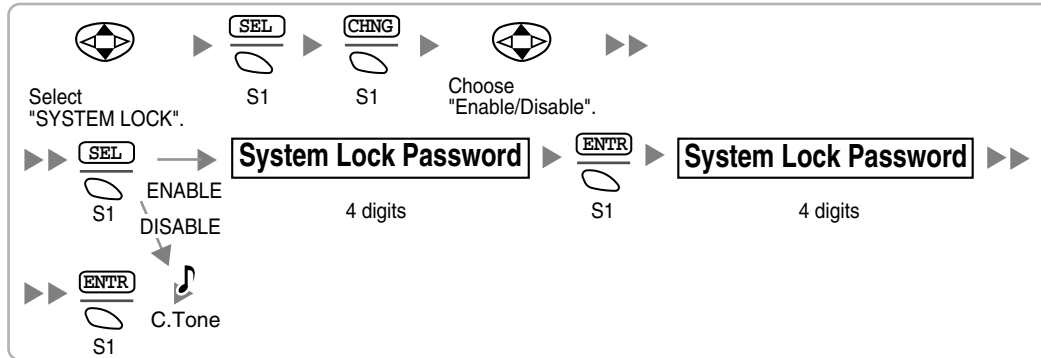 SEL CHNG
Select
"SYSTEM LOCK".
S1 S1
Choose
"Enable/Disable".
SEL System Lock Password ENTR System Lock Password
S1 ENABLE 4 digits S1 4 digits
DISABLE
ENTR
C.Tone
S1